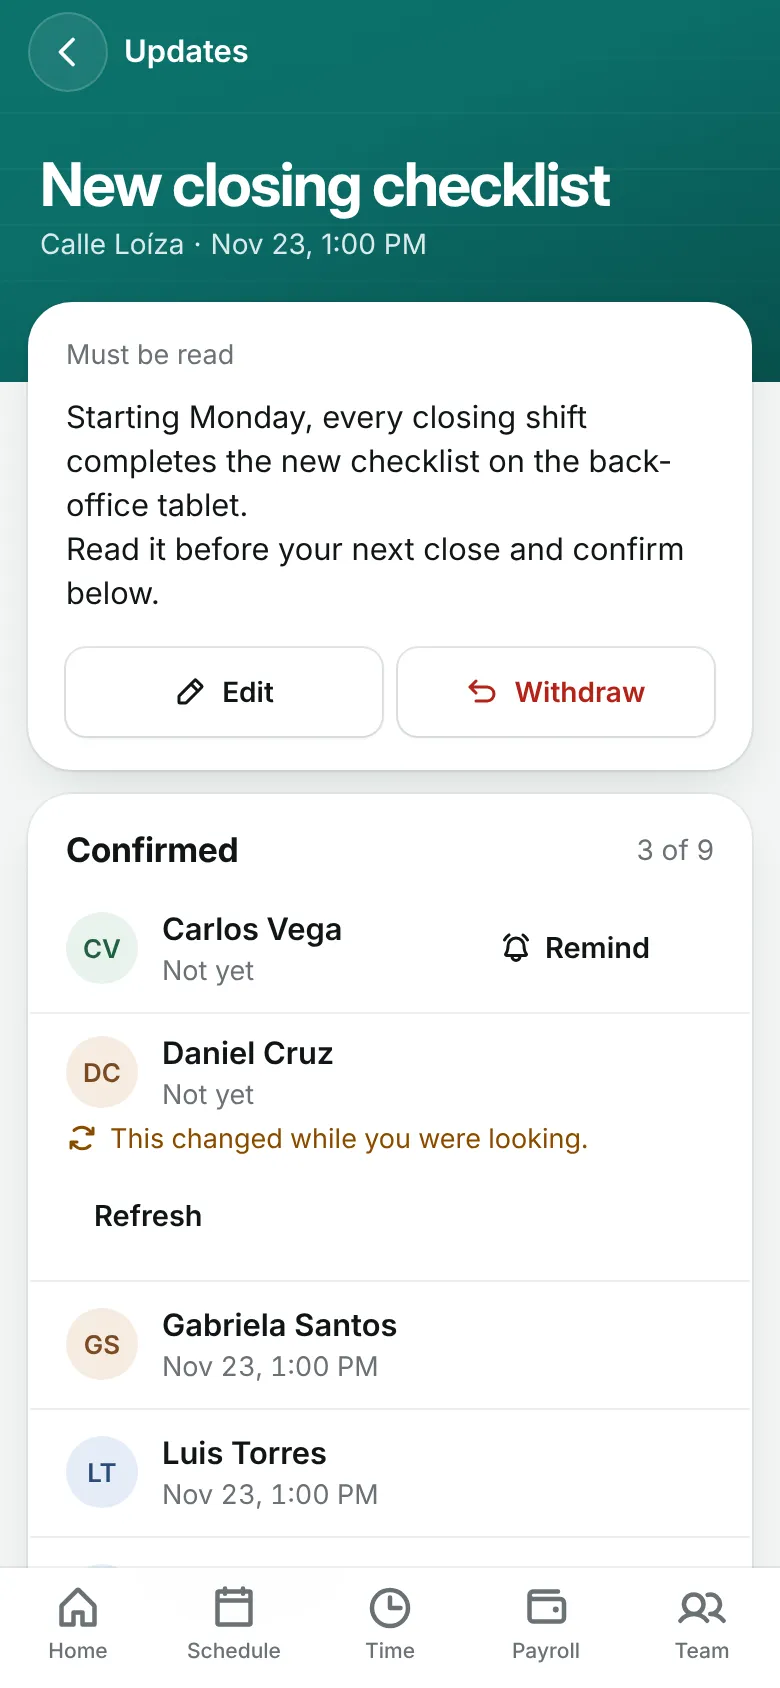 Updates
New closing checklist
Calle Loíza · Nov 23, 1:00 PM
Must be read
Starting Monday, every closing shift
completes the new checklist on the back-
office tablet.
Read it before your next close and confirm
below.
Edit
Withdraw
Confirmed
3 of 9
CV
Carlos Vega
Not yet
Remind
DC
Daniel Cruz
Not yet
This changed while you were looking.
Refresh
GS
Gabriela Santos
Nov 23, 1:00 PM
LT
Luis Torres
Nov 23, 1:00 PM
Home
Schedule
Time
Payroll
Team